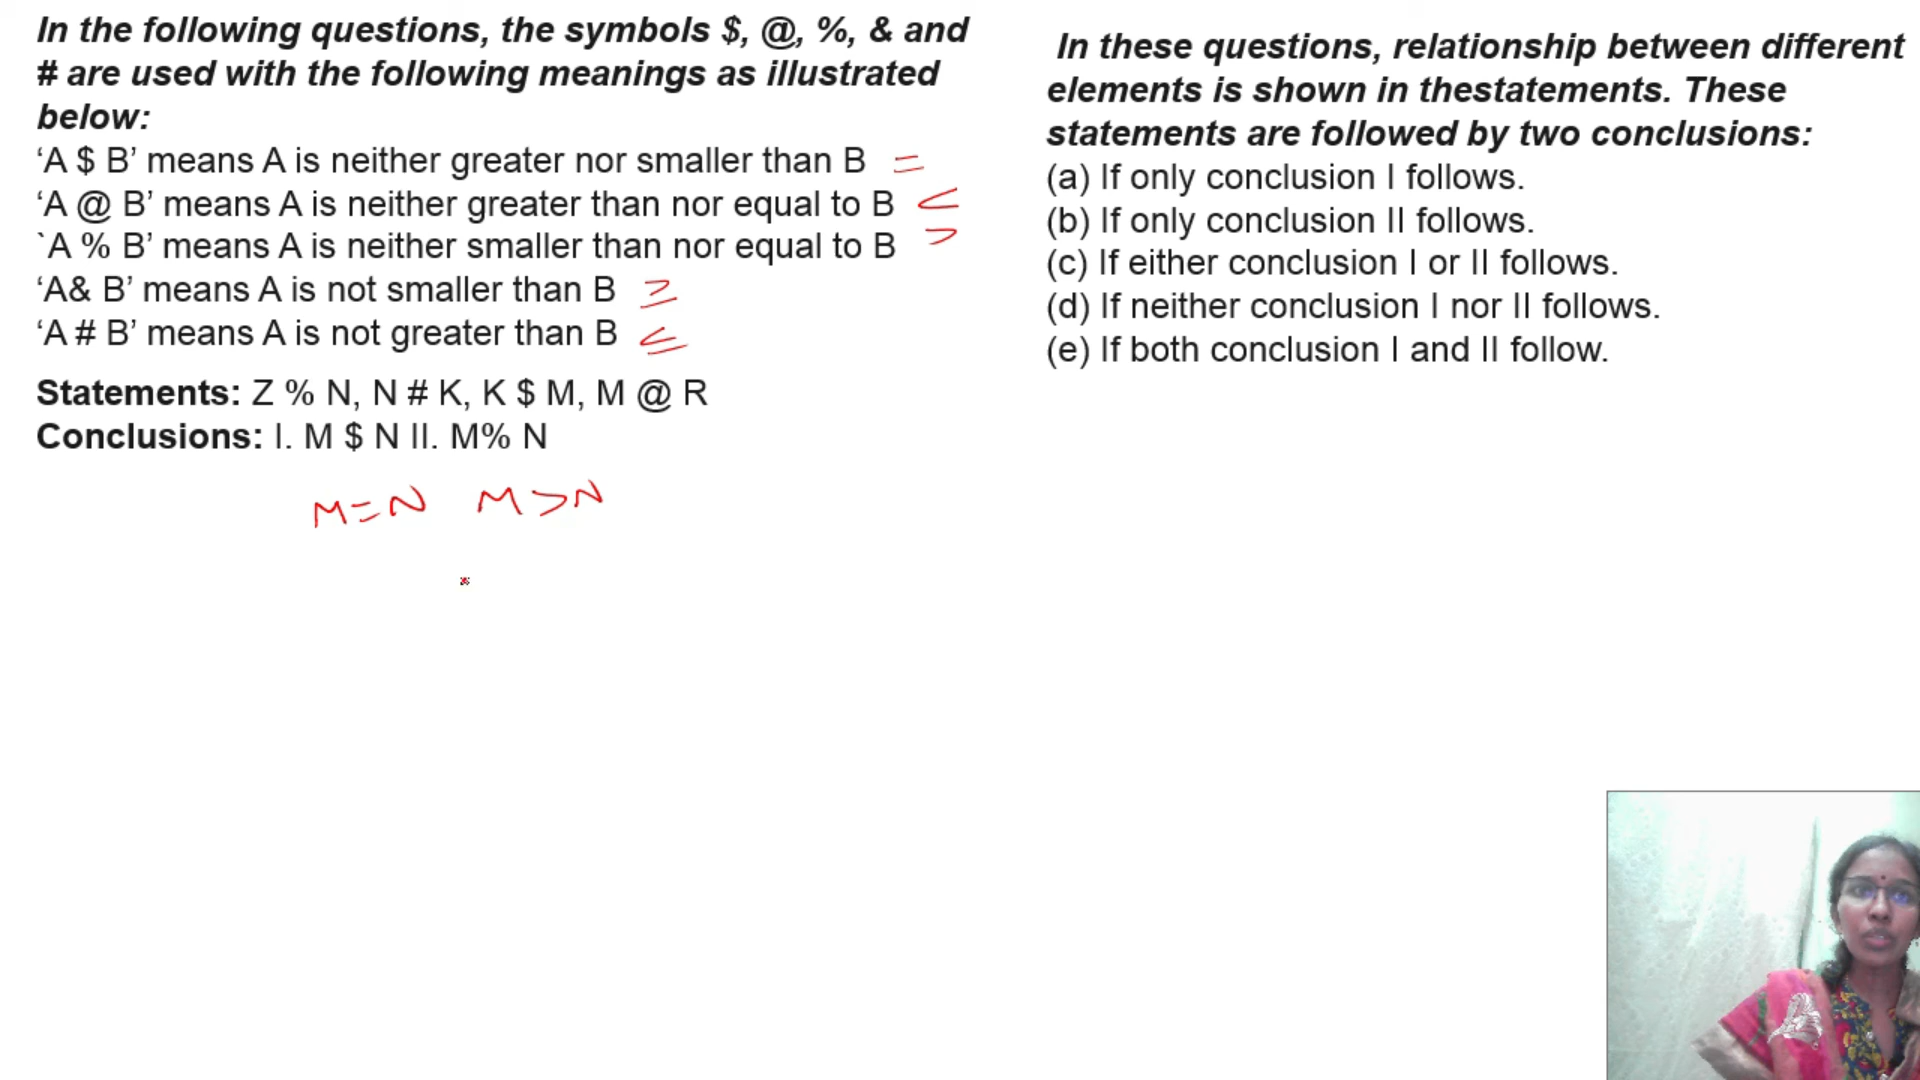 In the following questions, the symbols $, @, %, & and
# are used with the following meanings as illustrated
below:
‘A $ B’ means A is neither greater nor smaller than B =
‘A @ B’ means A is neither greater than nor equal to B <
`A % B’ means A is neither smaller than nor equal to B >
‘A& B’ means A is not smaller than B ≥
‘A # B’ means A is not greater than B ≤
Statements: Z % N, N # K, K $ M, M @ R
Conclusions: I. M $ N II. M% N
M=N M>N
In these questions, relationship between different
elements is shown in thestatements. These
statements are followed by two conclusions:
(a) If only conclusion I follows.
(b) If only conclusion II follows.
(c) If either conclusion I or II follows.
(d) If neither conclusion I nor II follows.
(e) If both conclusion I and II follow.